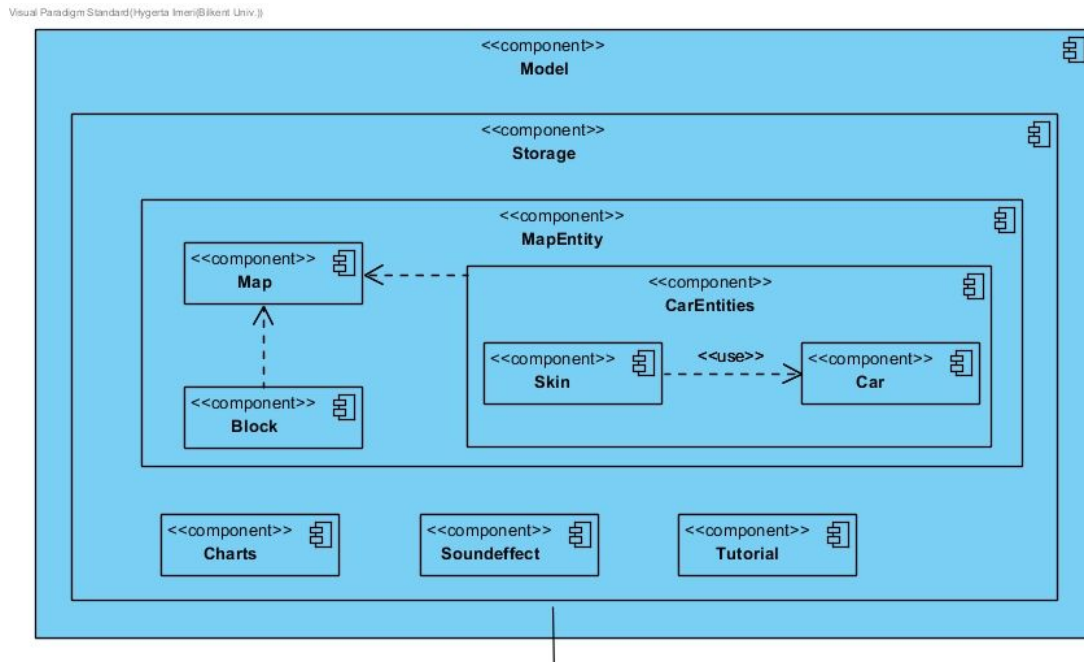 Visual Paradigm Standard(Hygerta Imeri(Bilkent Univ.))
<<component>>
Model
<<component>>
Storage
<<component>>
MapEntity
<<component>>
Map
<<component>>
CarEntities
<<component>>
Skin
<<use>>
<<component>>
Car
<<component>>
Block
<<component>>
Charts
<<component>>
Soundeffect
<<component>>
Tutorial